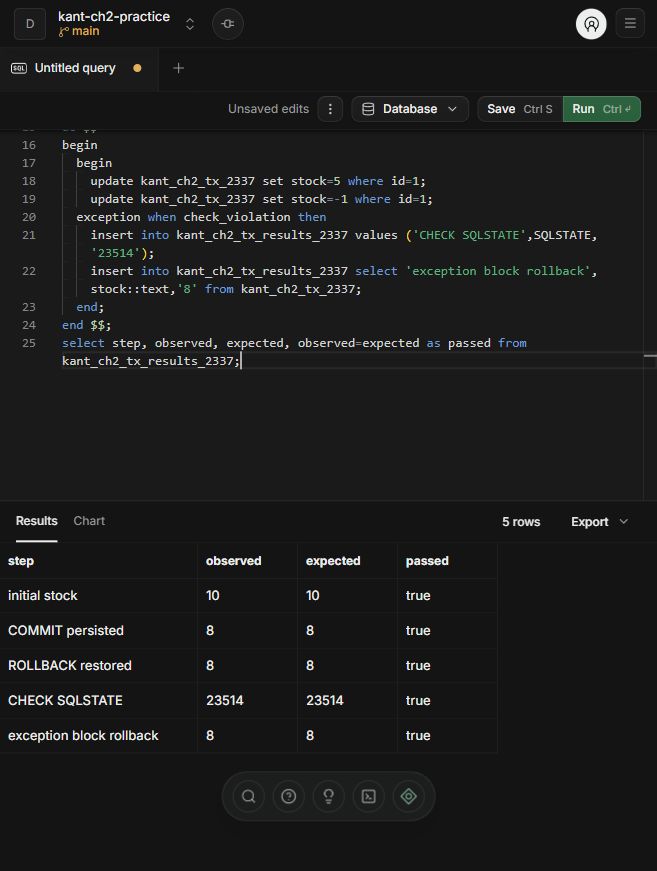 D
kant-ch2-practice
main
SQL Untitled query
Unsaved edits
Database
Save Ctrl S
Run Ctrl ↵
16 begin
17 begin
18 update kant_ch2_tx_2337 set stock=5 where id=1;
19 update kant_ch2_tx_2337 set stock=-1 where id=1;
20 exception when check_violation then
21 insert into kant_ch2_tx_results_2337 values ('CHECK SQLSTATE',SQLSTATE,
'23514');
22 insert into kant_ch2_tx_results_2337 select 'exception block rollback',
stock::text,'8' from kant_ch2_tx_2337;
23 end;
24 end $$;
25 select step, observed, expected, observed=expected as passed from
kant_ch2_tx_results_2337;
Results Chart 5 rows Export
step observed expected passed
initial stock 10 10 true
COMMIT persisted 8 8 true
ROLLBACK restored 8 8 true
CHECK SQLSTATE 23514 23514 true
exception block rollback 8 8 true